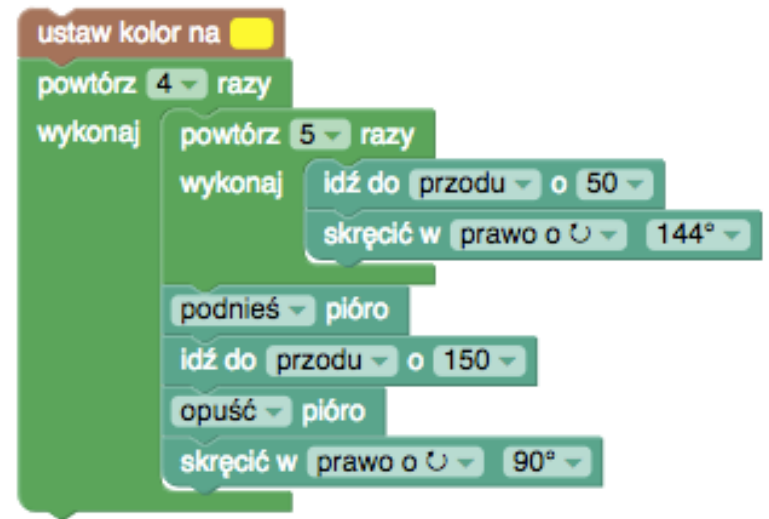 ustaw kolor na
powtórz 4 razy
wykonaj powtórz 5 razy
wykonaj idź do przodu o 50
skręcić w prawo o ↻ 144°
podnieś pióro
idź do przodu o 150
opuść pióro
skręcić w prawo o ↻ 90°